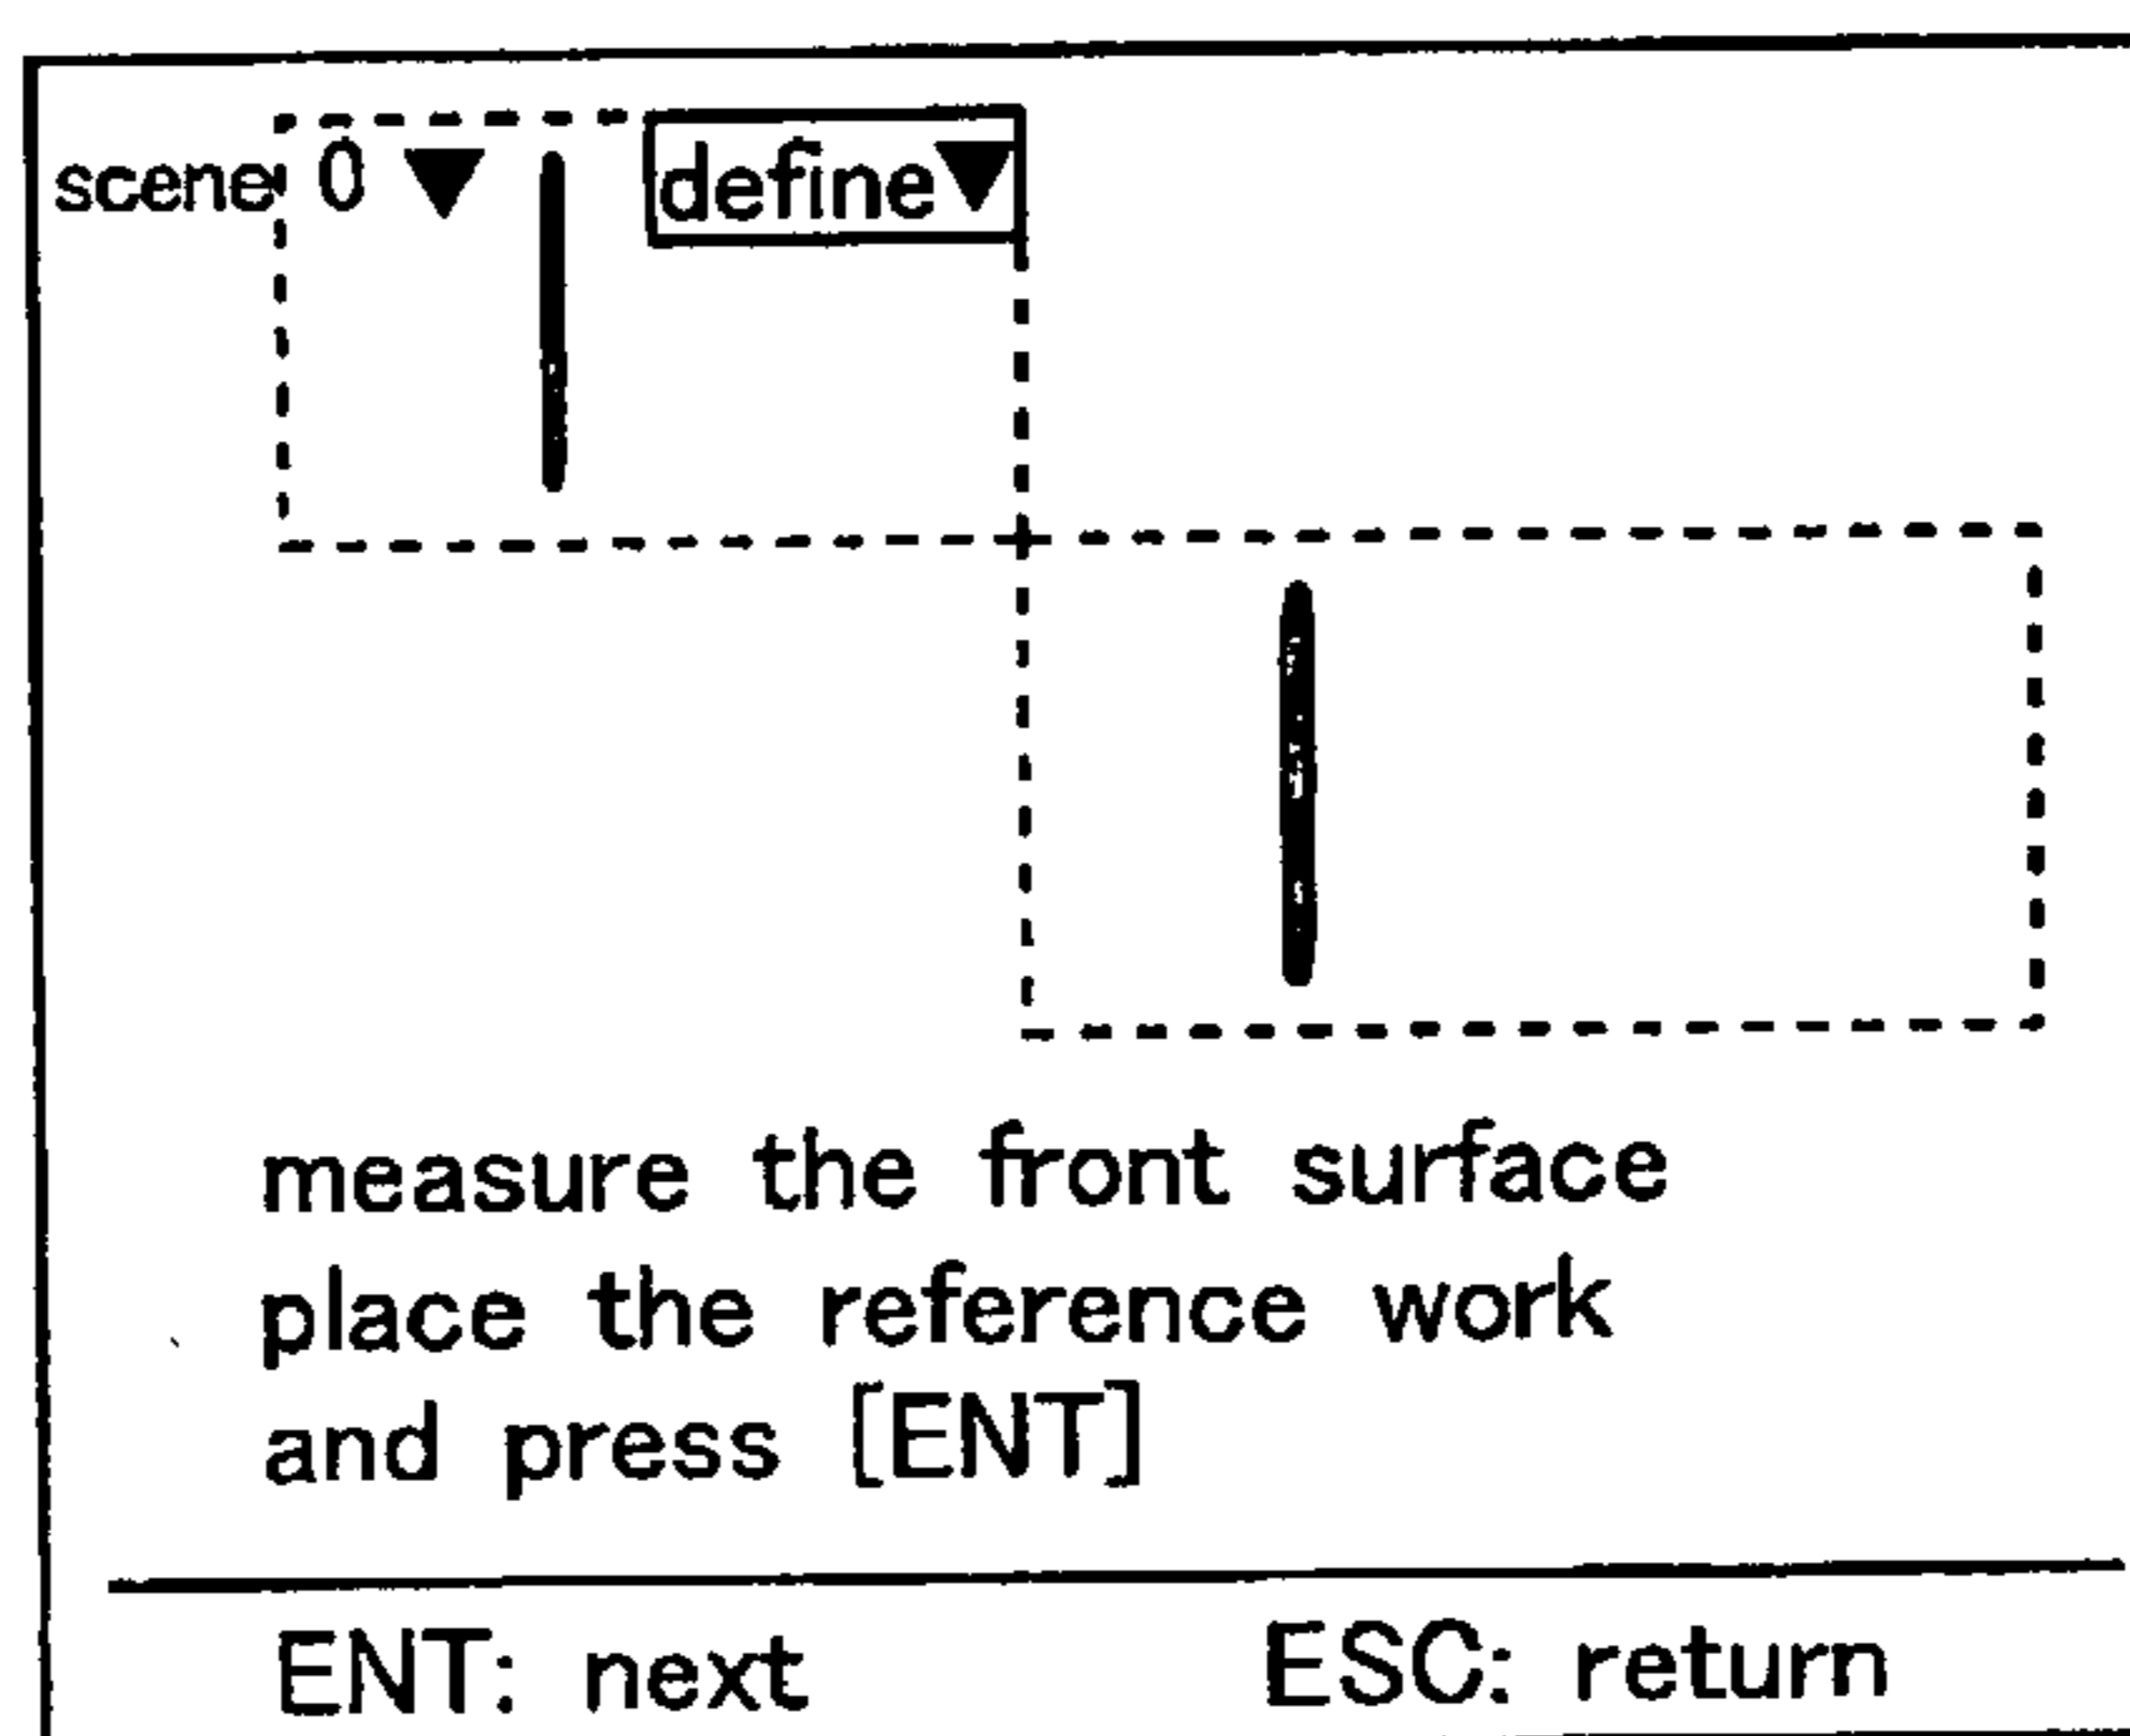 scene 0 ▼ define▼
measure the front surface
place the reference work
and press [ENT]
ENT: next ESC: return